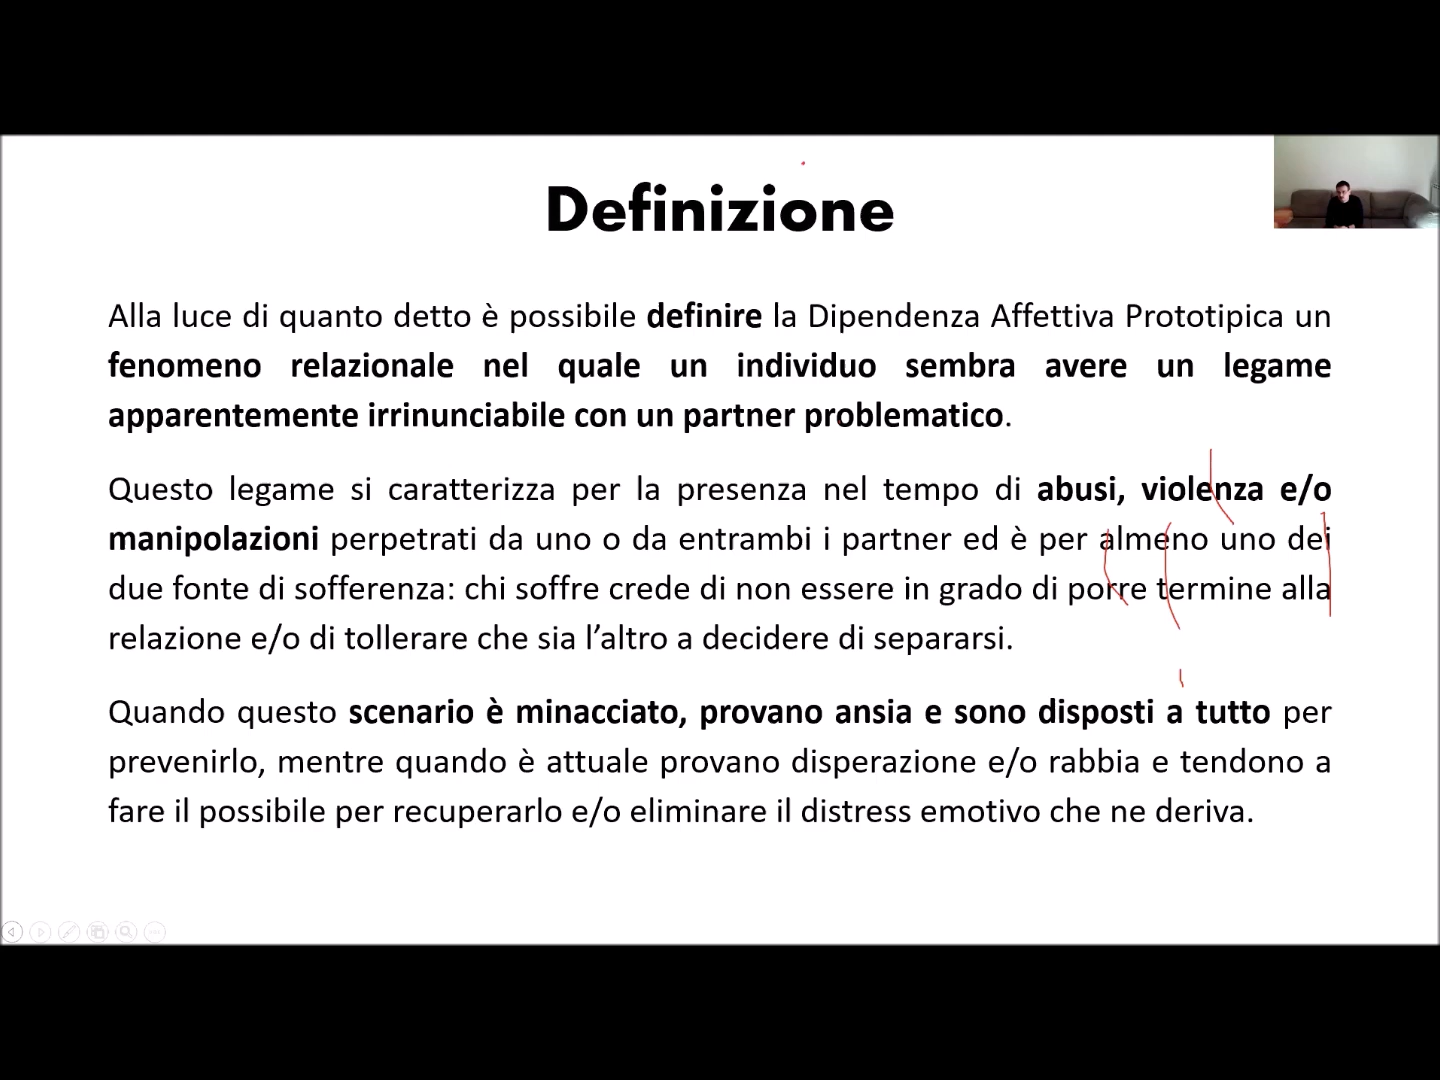 Definizione
Alla luce di quanto detto è possibile definire la Dipendenza Affettiva Prototipica un
fenomeno relazionale nel quale un individuo sembra avere un legame
apparentemente irrinunciabile con un partner problematico.
Questo legame si caratterizza per la presenza nel tempo di abusi, violenza e/o
manipolazioni perpetrati da uno o da entrambi i partner ed è per almeno uno dei
due fonte di sofferenza: chi soffre crede di non essere in grado di porre termine alla
relazione e/o di tollerare che sia l’altro a decidere di separarsi.
Quando questo scenario è minacciato, provano ansia e sono disposti a tutto per
prevenirlo, mentre quando è attuale provano disperazione e/o rabbia e tendono a
fare il possibile per recuperarlo e/o eliminare il distress emotivo che ne deriva.